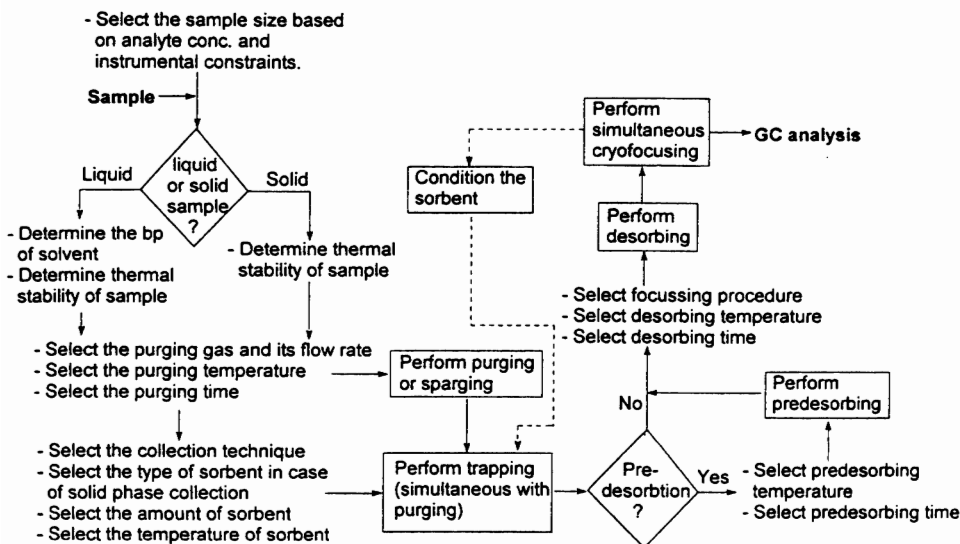 - Select the sample size based
on analyte conc. and
instrumental constraints.
Sample
liquid
or solid
sample
?
Liquid
Solid
- Determine the bp
of solvent
- Determine thermal
stability of sample
- Determine thermal
stability of sample
- Select the purging gas and its flow rate
- Select the purging temperature
- Select the purging time
Perform purging
or sparging
- Select the collection technique
- Select the type of sorbent in case
of solid phase collection
- Select the amount of sorbent
- Select the temperature of sorbent
Perform trapping
(simultaneous with
purging)
Pre-
desorbtion
?
Yes
No
- Select predesorbing
temperature
- Select predesorbing time
Perform
predesorbing
- Select focussing procedure
- Select desorbing temperature
- Select desorbing time
Perform
desorbing
Perform
simultaneous
cryofocusing
GC analysis
Condition the
sorbent